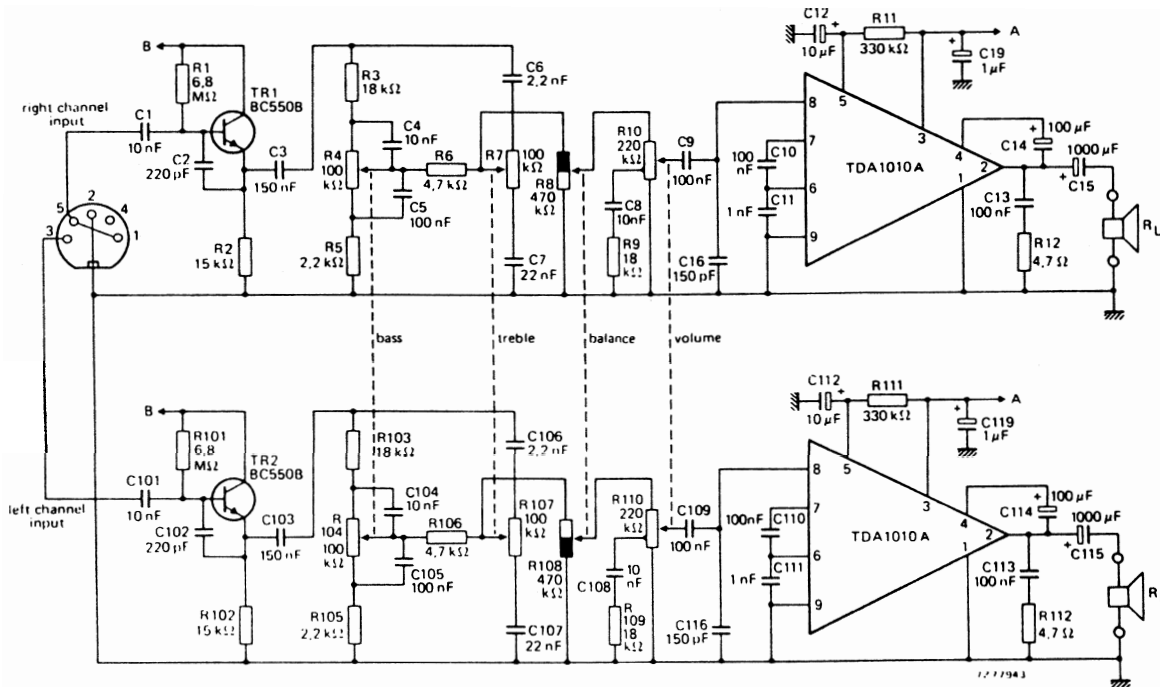 B
R1
6,8
MΩ
right channel
input
C1
10 nF
C2
220 pF
TR1
BC550B
C3
150 nF
R2
15 kΩ
5
2
4
3
1
R3
18 kΩ
C4
10 nF
R4
100
kΩ
C5
100 nF
R5
2,2 kΩ
R6
4,7 kΩ
C6
2,2 nF
R7
100
kΩ
C7
22 nF
R8
470
kΩ
R10
220
kΩ
C8
10nF
R9
18
kΩ
C9
100 nF
C16
150 pF
C12
+
10 µF
R11
330 kΩ
A
+
C19
1 µF
8
7
6
9
5
3
4
2
1
100
nF
C10
1 nF
C11
TDA1010A
100 µF
+
C14
1000 µF
+
C15
C13
100 nF
R12
4,7 Ω
RL
bass
treble
balance
volume
B
R101
6,8
MΩ
left channel
input
C101
10 nF
C102
220 pF
TR2
BC550B
C103
150 nF
R102
15 kΩ
R103
18 kΩ
C104
10 nF
R
104
100
kΩ
C105
100 nF
R105
2,2 kΩ
R106
4,7 kΩ
C106
2,2 nF
R107
100
kΩ
C107
22 nF
R108
470
kΩ
R110
220
kΩ
10
nF
C108
R
109
18
kΩ
C109
100 nF
C116
150 pF
C112
+
10 µF
R111
330 kΩ
A
+
C119
1 µF
8
7
6
9
5
3
4
2
1
100nF
C110
1 nF
C111
TDA1010A
100 µF
+
C114
1000 µF
+
C115
C113
100 nF
R112
4,7 Ω
R
7277943